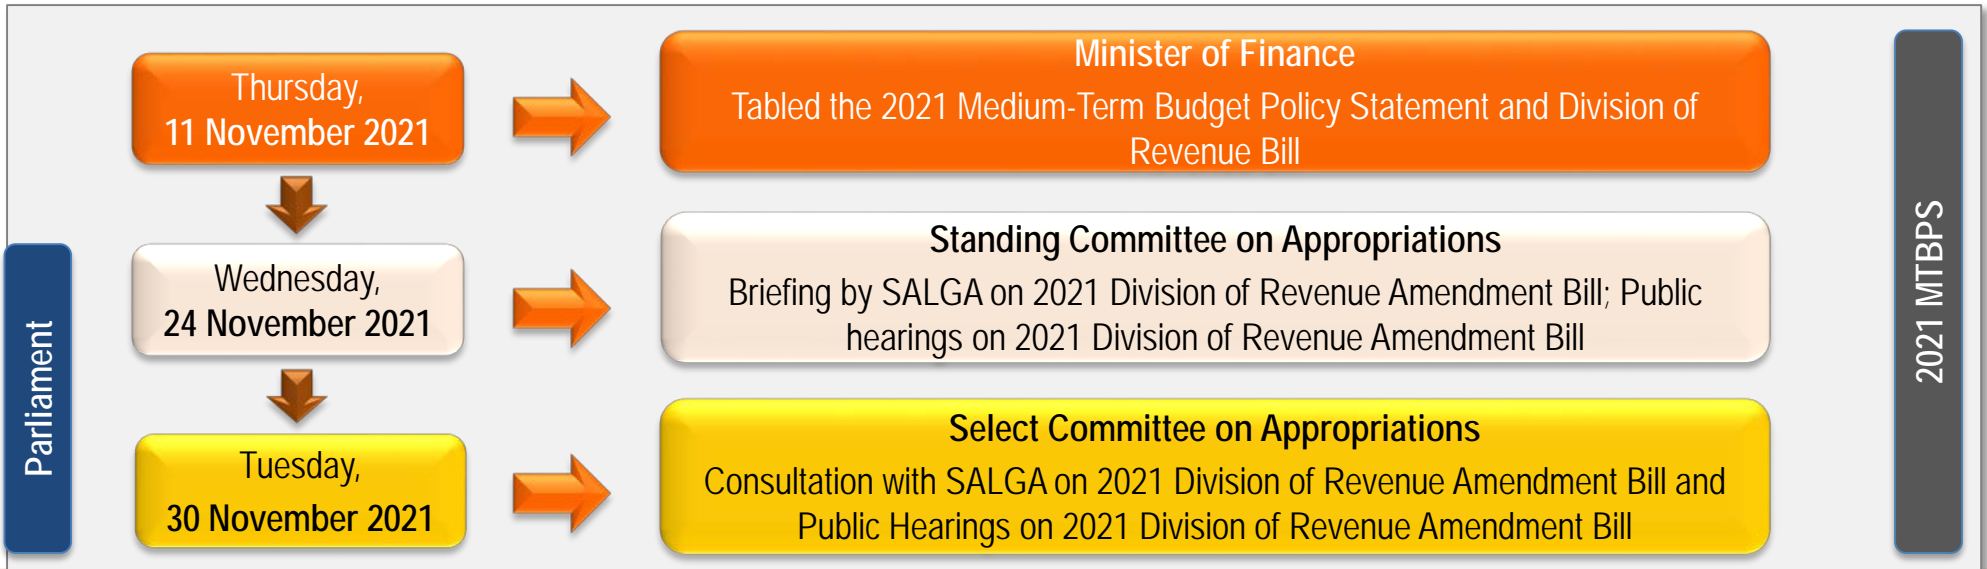 Thursday,
11 November 2021
Minister of Finance
Tabled the 2021 Medium-Term Budget Policy Statement and Division of
Revenue Bill
Wednesday,
24 November 2021
Standing Committee on Appropriations
Briefing by SALGA on 2021 Division of Revenue Amendment Bill; Public
hearings on 2021 Division of Revenue Amendment Bill
Tuesday,
30 November 2021
Select Committee on Appropriations
Consultation with SALGA on 2021 Division of Revenue Amendment Bill and
Public Hearings on 2021 Division of Revenue Amendment Bill
Parliament
2021 MTBPS